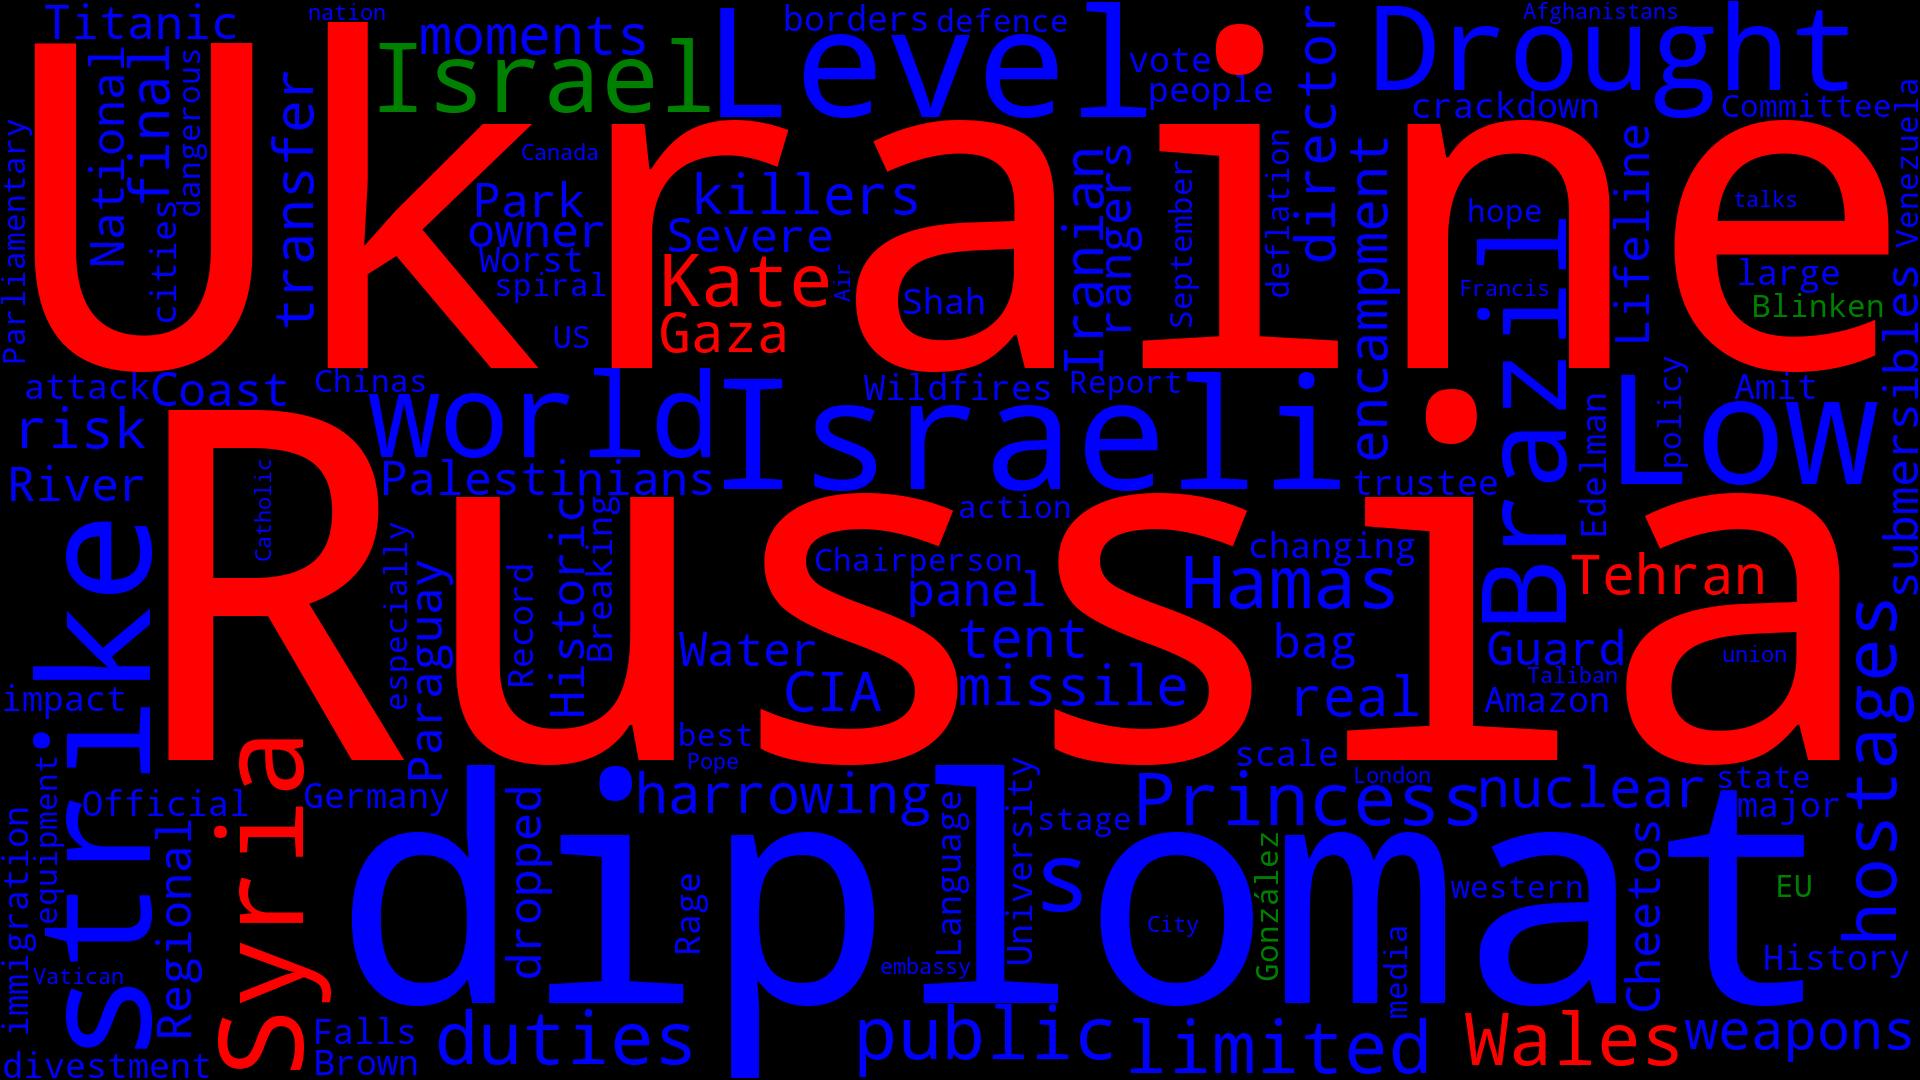 Titanic
nation
moments
Israel
Level
borders
defence
vote
people
director
Drought
Afghanistans
crackdown
Committee
Venezuela
Parliamentary
National
final
dangerous
cities
transfer
Ukraine
Canada
Park
owner
Worst
spiral
US
killers
Severe
Kate
Gaza
Air
Shah
Iranian
rangers
September
deflation
encampment
hope
Francis
Brazil
Lifeline
talks
large
Blinken
submersibles
attack
Coast
Chinas
world
Israeli
Wildfires
Report
Low
Amit
policy
Edelman
risk
River
Palestinians
trustee
Russia
Catholic
especially
Paraguay
Record
Historic
Breaking
action
Chairperson
panel
Water
tent
CIA
missile
changing
Hamas
bag
real
Tehran
Guard
Taliban
Amazon
union
hostages
strike
impact
Syria
best
Pope
scale
London
equipment
Official
Germany
diplomat
harrowing
Princess
nuclear
state
major
immigration
Regional
dropped
Rage
Language
University
stage
s
City
González
western
media
Cheetos
EU
History
Vatican
embassy
Falls
Brown
duties
public
limited
Wales
weapons
divestment